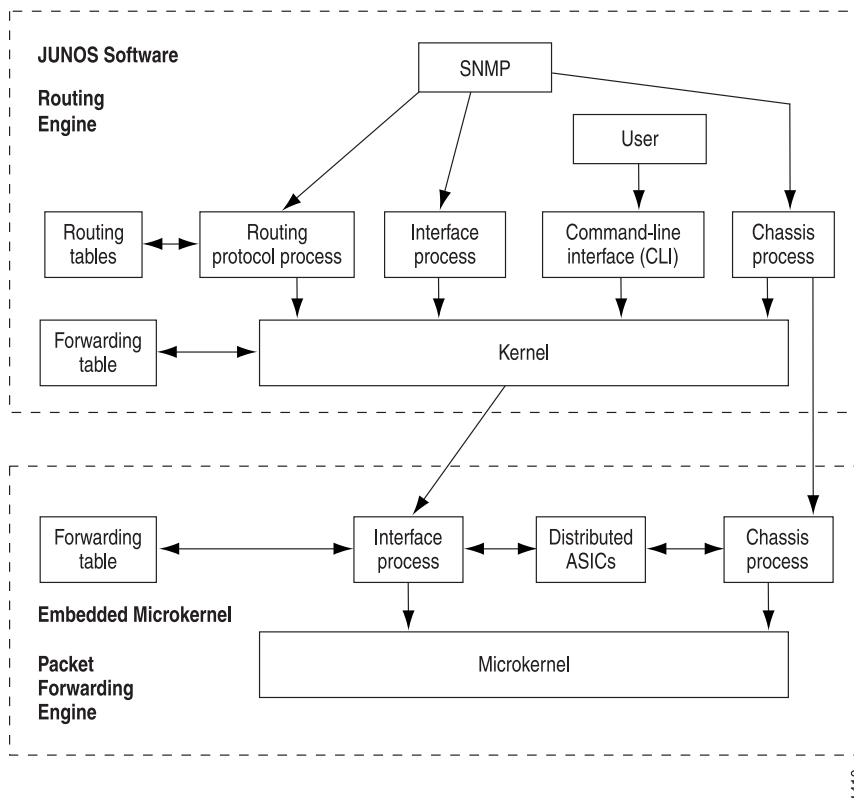 JUNOS Software
Routing
Engine
SNMP
User
Routing
tables
Routing
protocol process
Interface
process
Command-line
interface (CLI)
Chassis
process
Forwarding
table
Kernel
Forwarding
table
Interface
process
Distributed
ASICs
Chassis
process
Embedded Microkernel
Packet
Forwarding
Engine
Microkernel